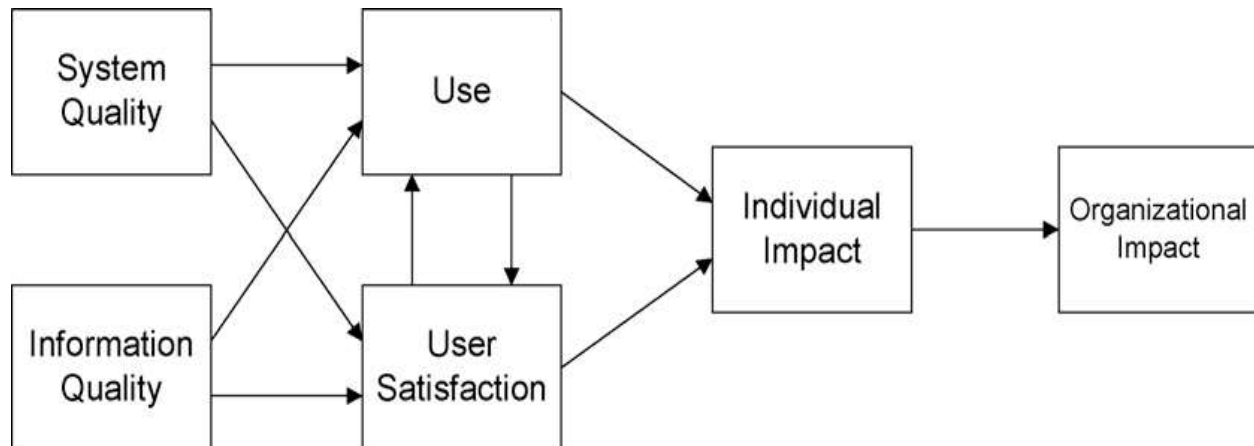 System
Quality
Use
Individual
Impact
Organizational
Impact
Information
Quality
User
Satisfaction